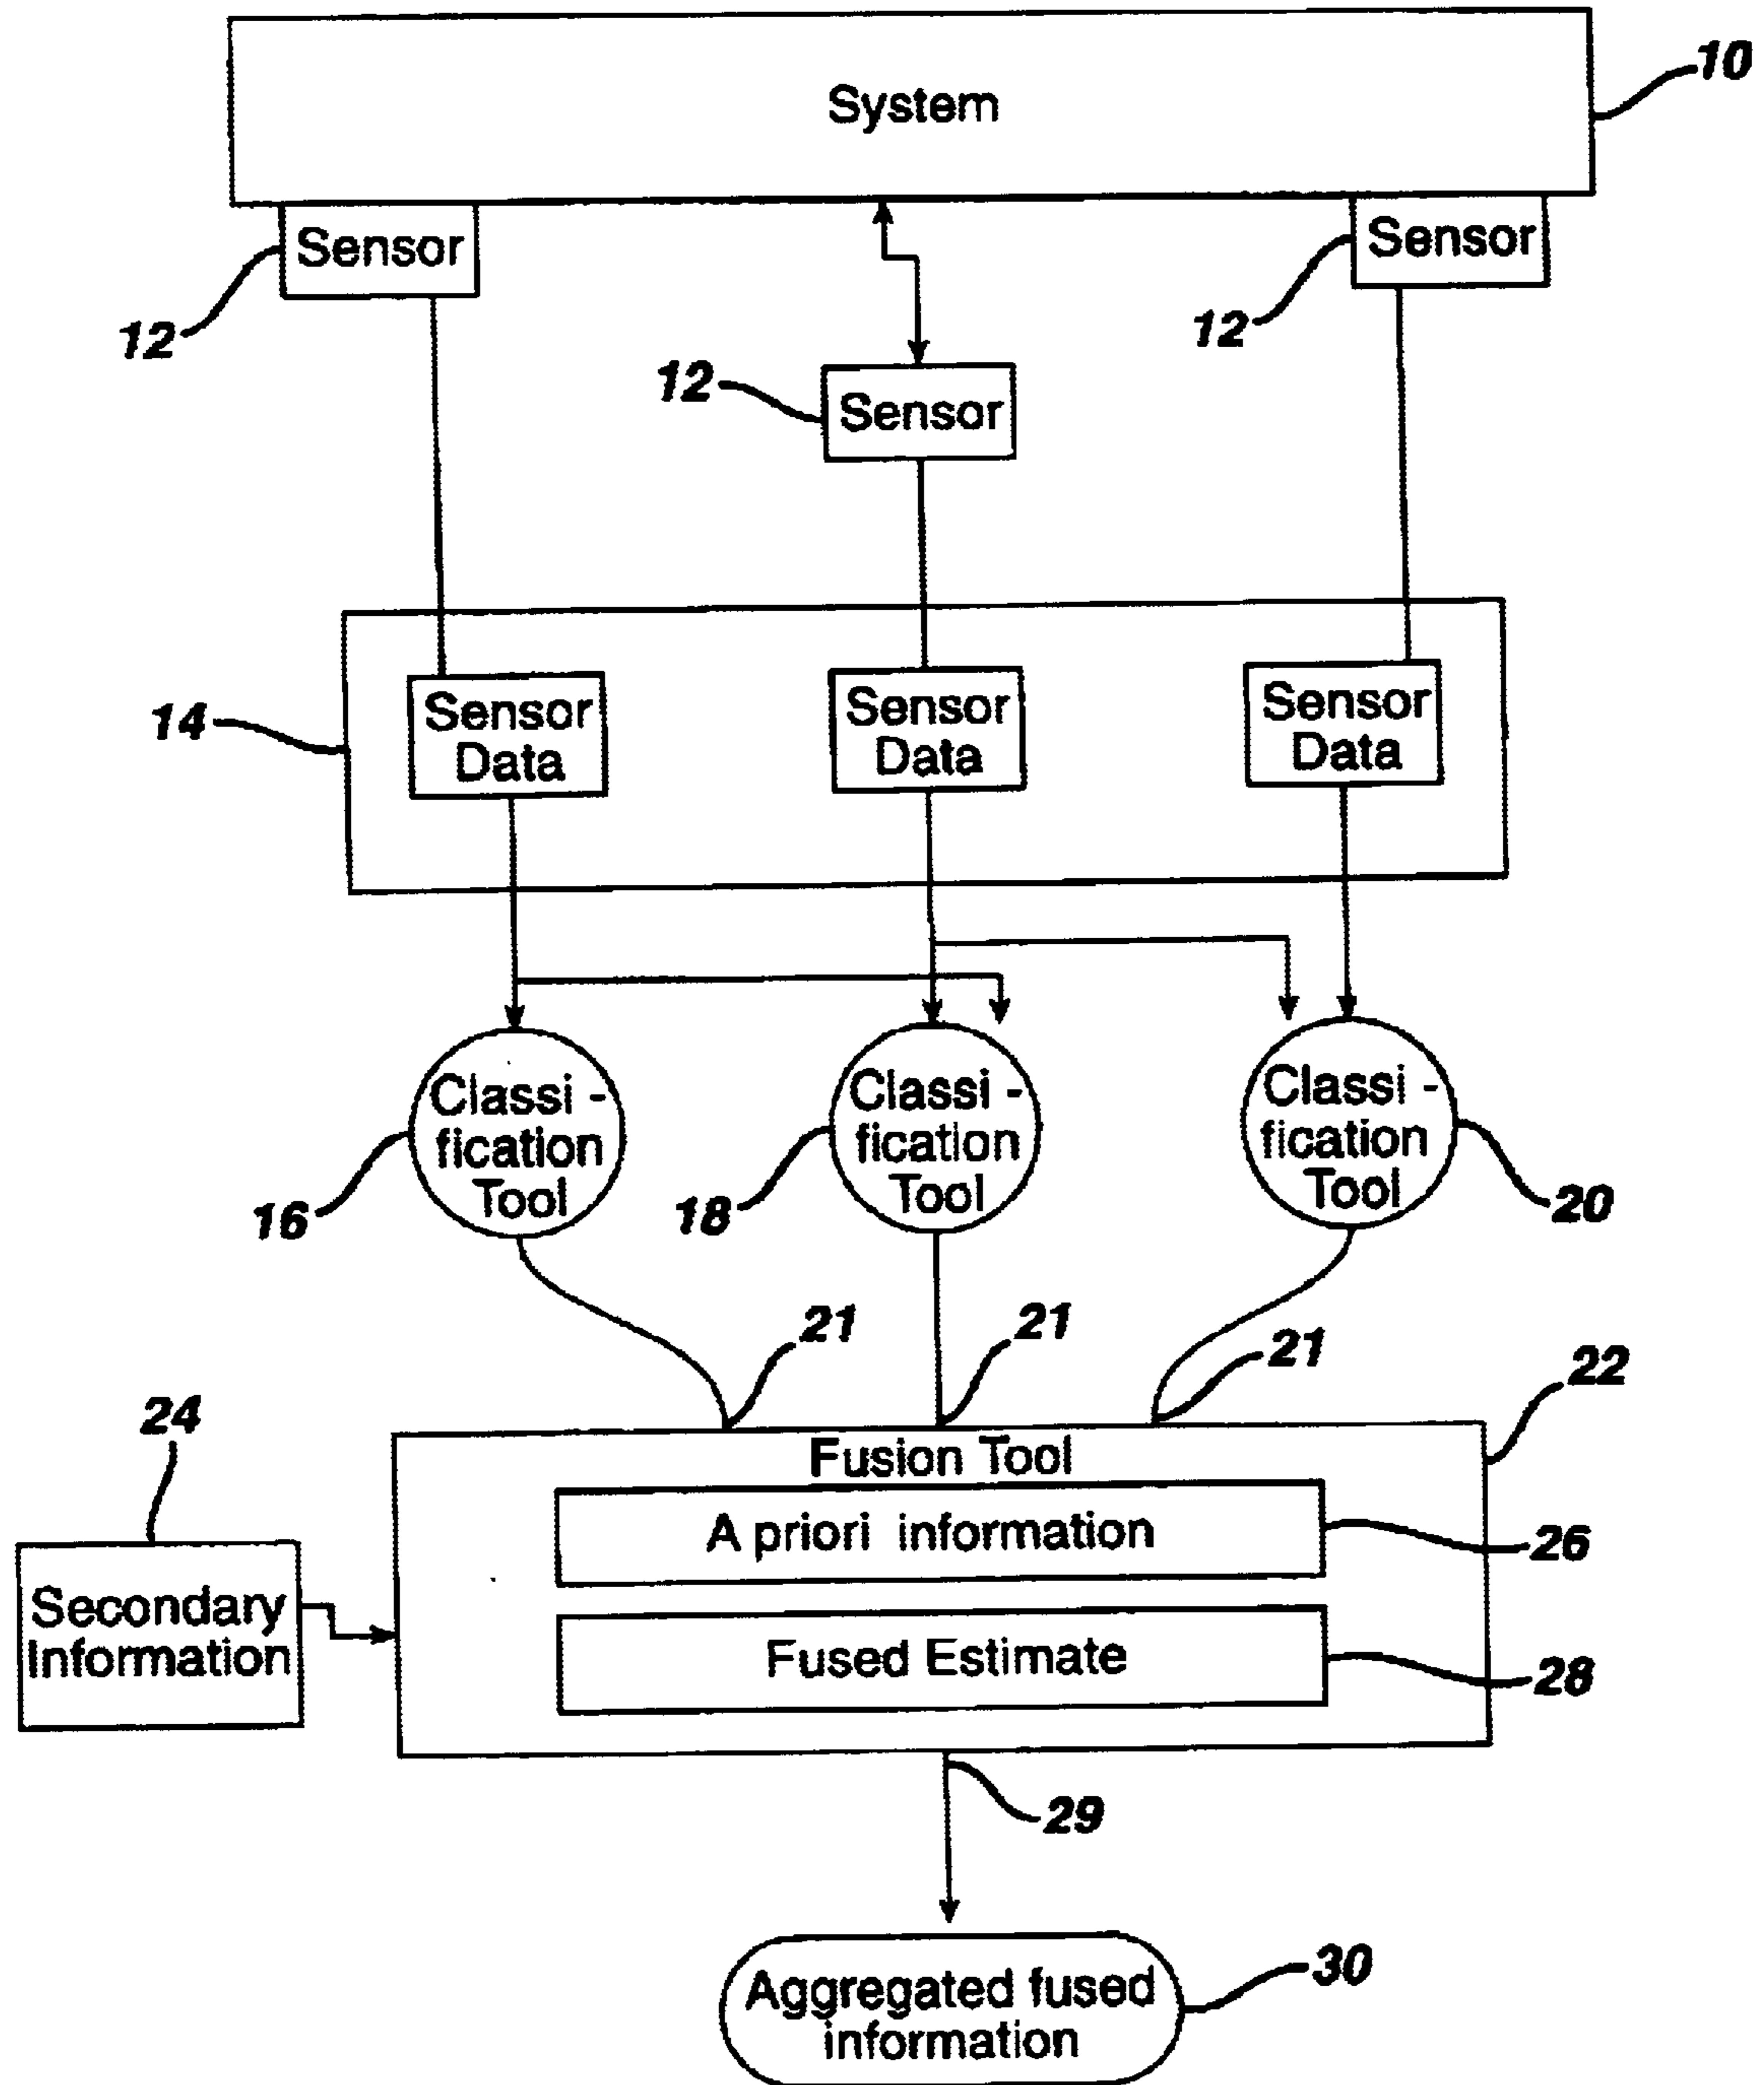 System
10
Sensor
Sensor
12
12
12
Sensor
14
Sensor
Data
Sensor
Data
Sensor
Data
Classi -
fication
Tool
Classi -
fication
Tool
Classi -
fication
Tool
16
18
20
21
21
21
22
24
Fusion Tool
A priori information
26
Secondary
Information
Fused Estimate
28
29
Aggregated fused
information
30